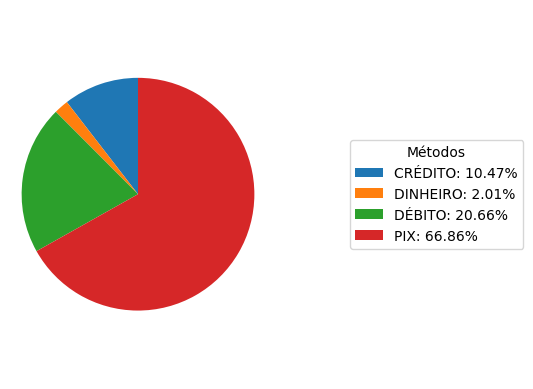 Métodos
CRÉDITO: 10.47%
DINHEIRO: 2.01%
DÉBITO: 20.66%
PIX: 66.86%